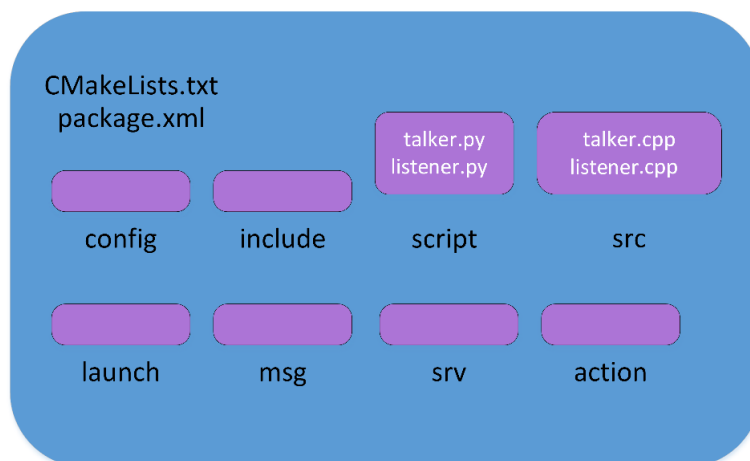 CMakeLists.txt
package.xml
talker.py
listener.py
talker.cpp
listener.cpp
config
include
script
src
launch
msg
srv
action